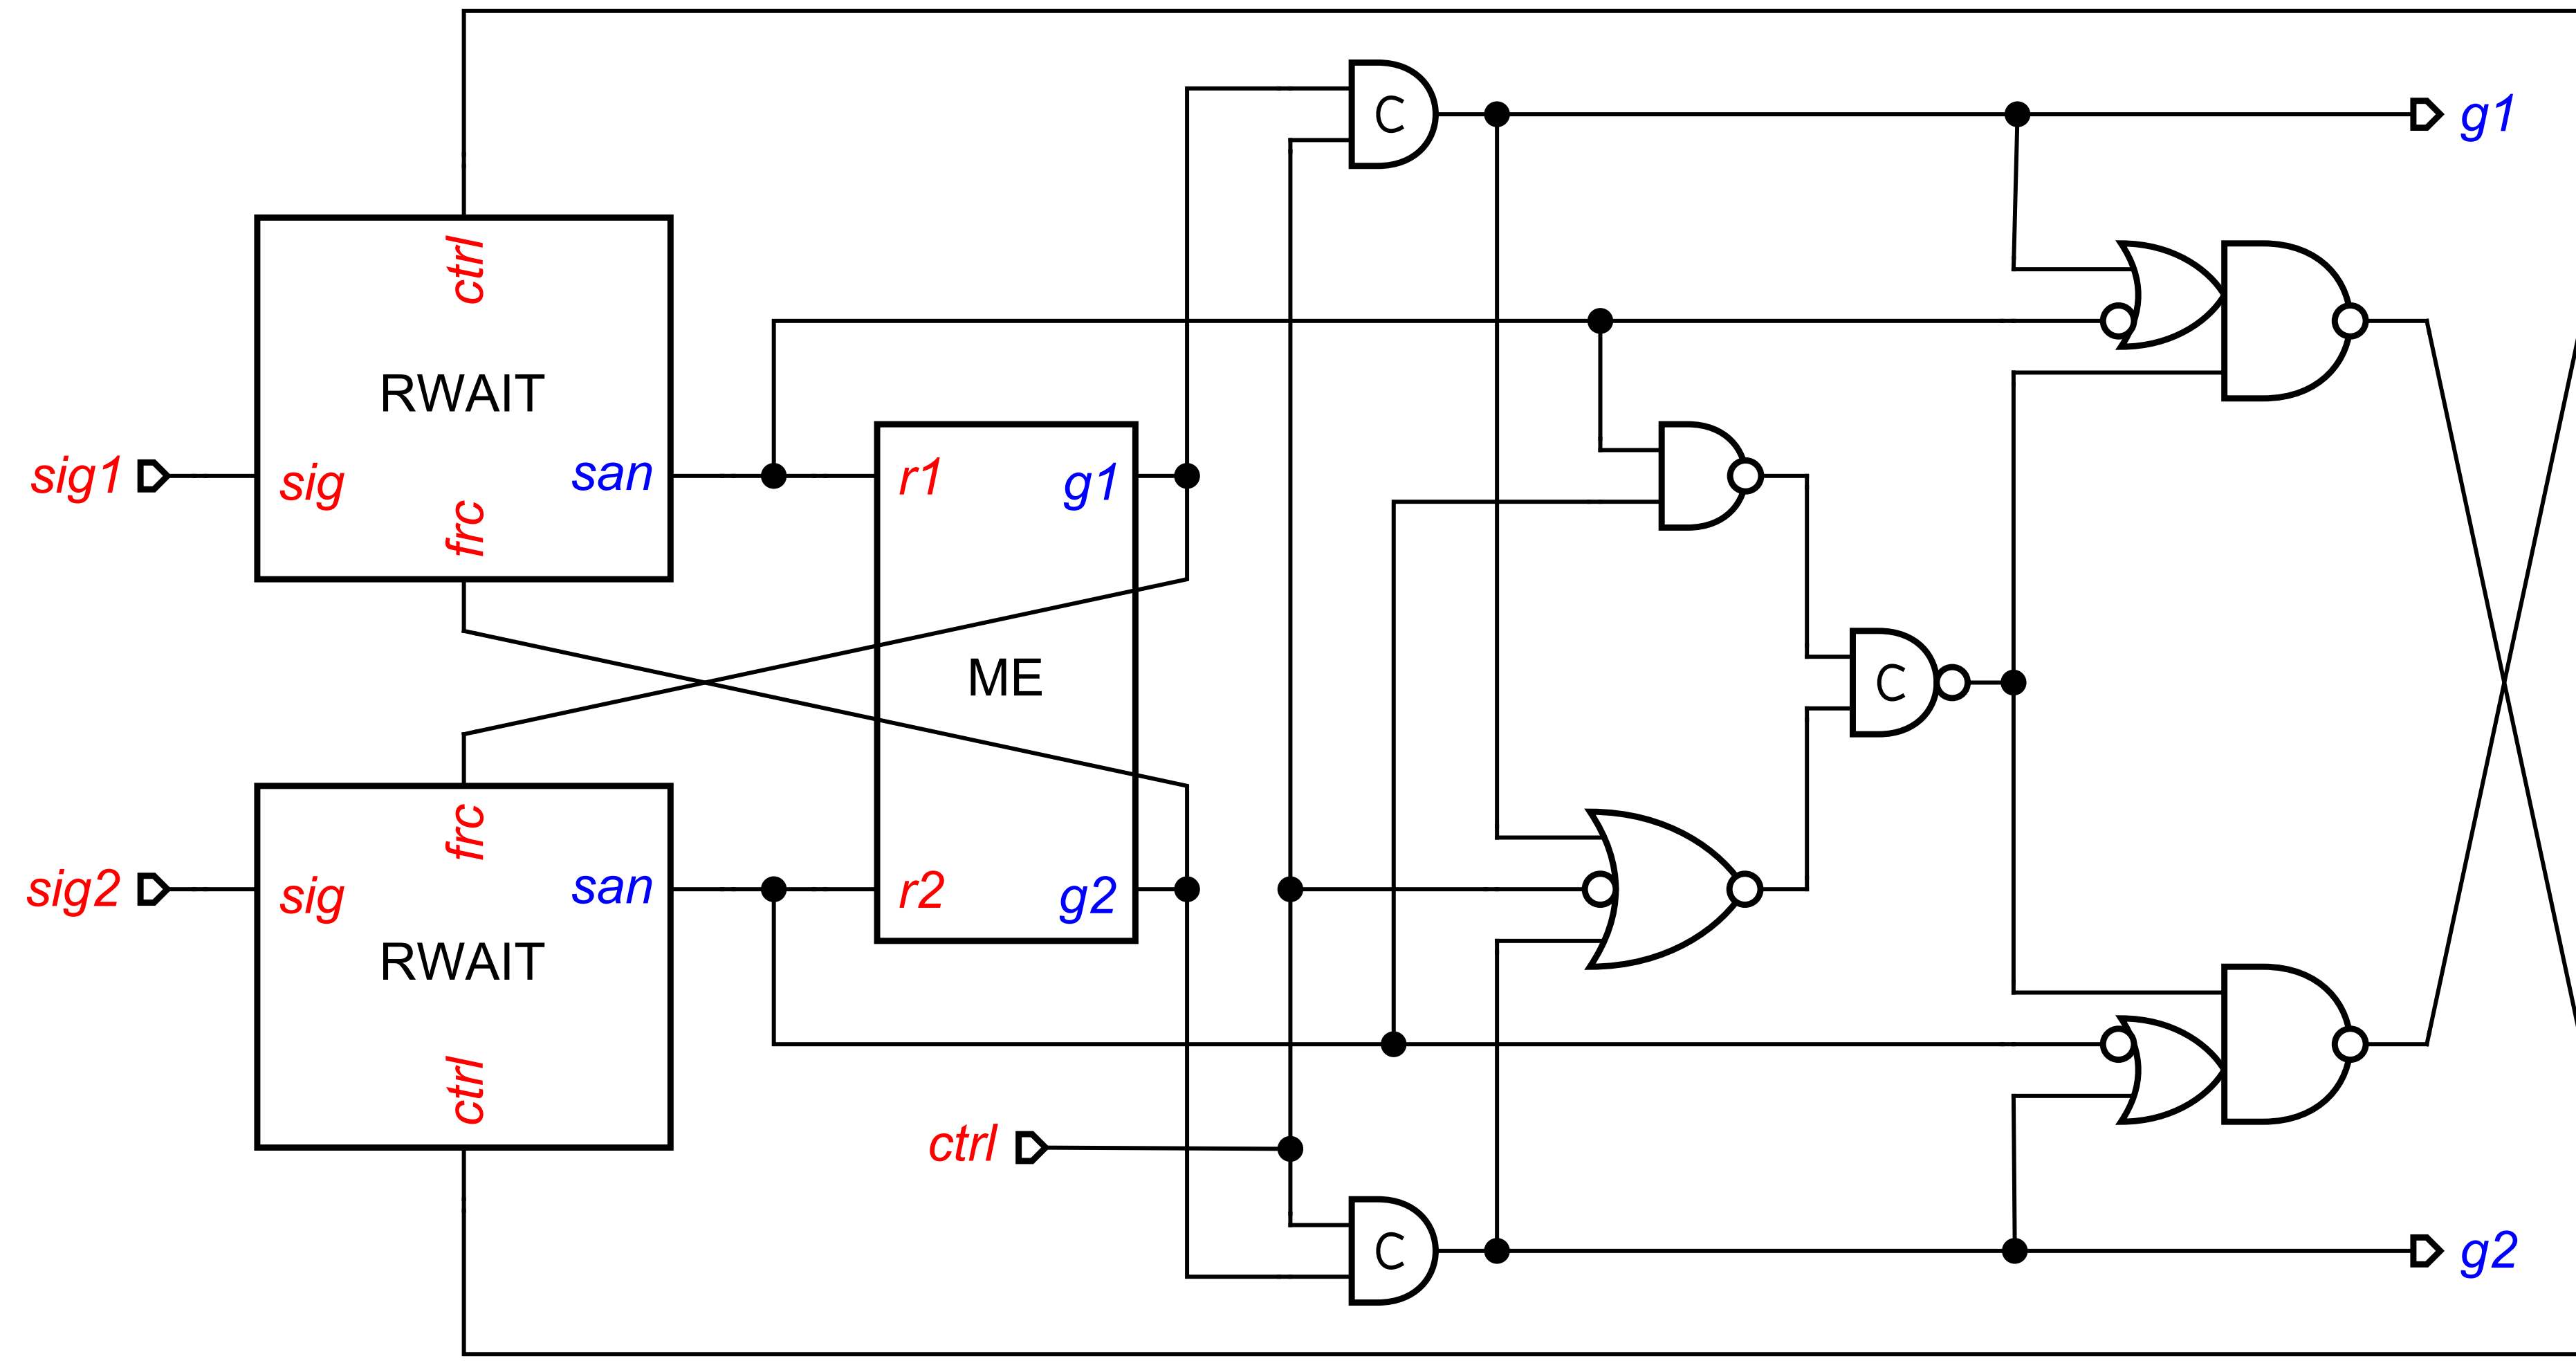 C
g1
ctrl
RWAIT
sig1
sig
san
r1
g1
frc
ME
C
frc
sig2
sig
san
r2
g2
RWAIT
ctrl
ctrl
C
g2